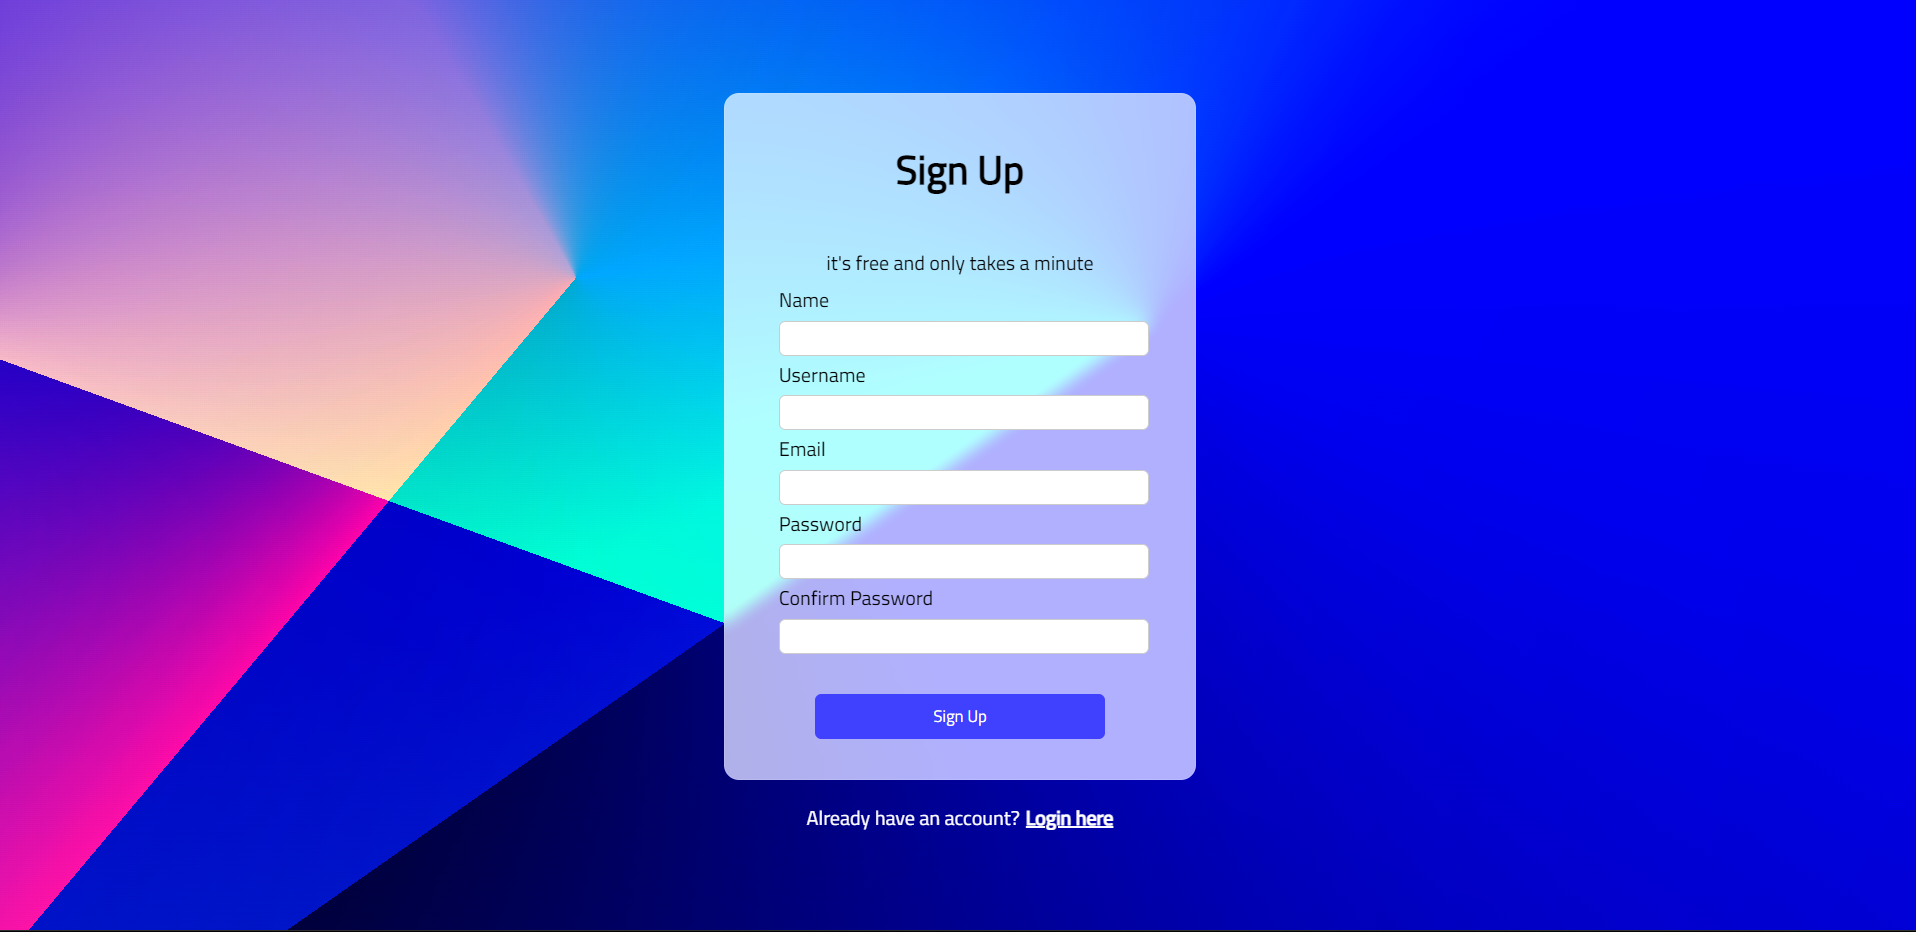 Sign Up
it's free and only takes a minute
Name
Username
Email
Password
Confirm Password
Sign Up
Already have an account? Login here